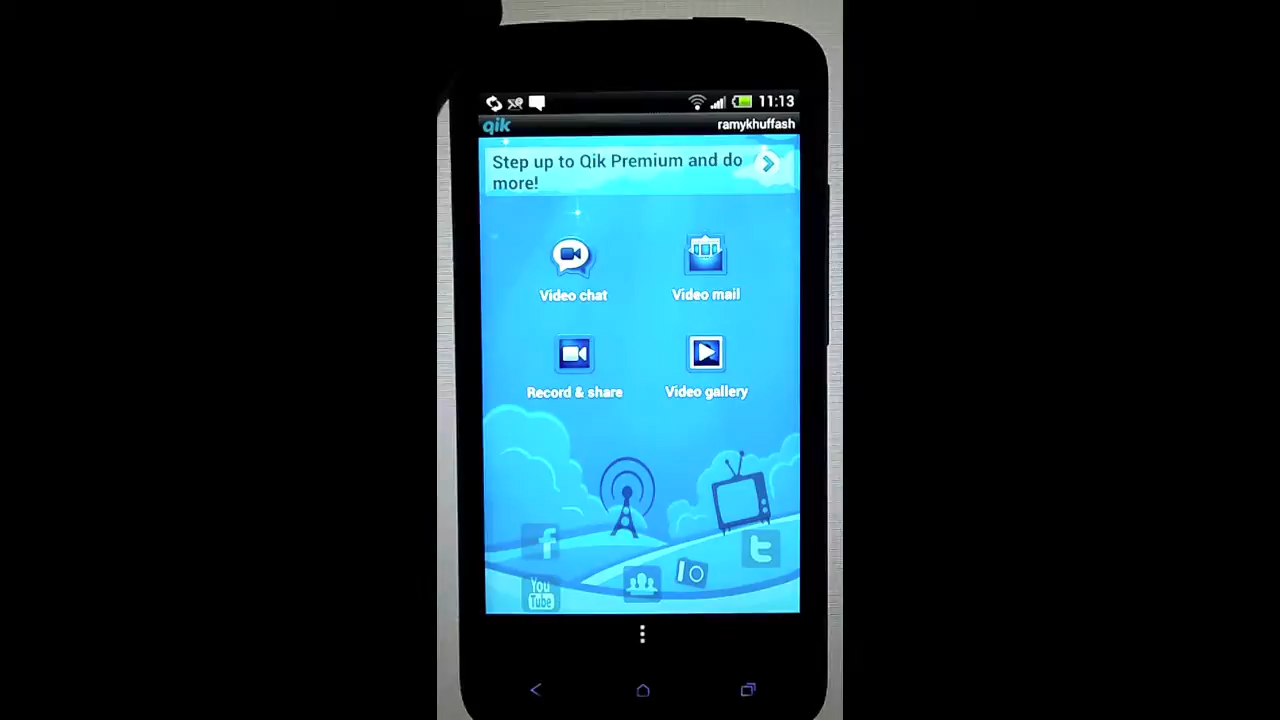 11:13
qik ramykhuffash
Step up to Qik Premium and do
more!
Video chat Video mail
Record & share Video gallery
f
t
You
Tube